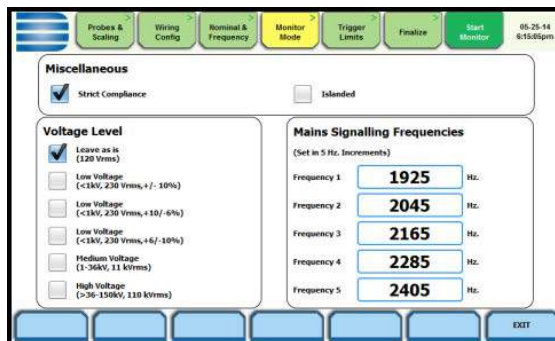 Probes & Scaling
Wiring Config
Nominal & Frequency
Monitor Mode
Trigger Limits
Finalize
Start Monitor
05-25-14
6:15:05pm
Miscellaneous
Strict Compliance
Islanded
Voltage Level
Leave as is
(120 Vrms)
Low Voltage
(<1kV, 230 Vrms,+/- 10%)
Low Voltage
(<1kV, 230 Vrms,+10/-6%)
Low Voltage
(<1kV, 230 Vrms,+6/-10%)
Medium Voltage
(1-36kV, 11 kVrms)
High Voltage
(>36-150kV, 110 kVrms)
Mains Signalling Frequencies
(Set in 5 Hz. Increments)
Frequency 1 1925 Hz.
Frequency 2 2045 Hz.
Frequency 3 2165 Hz.
Frequency 4 2285 Hz.
Frequency 5 2405 Hz.
EXIT